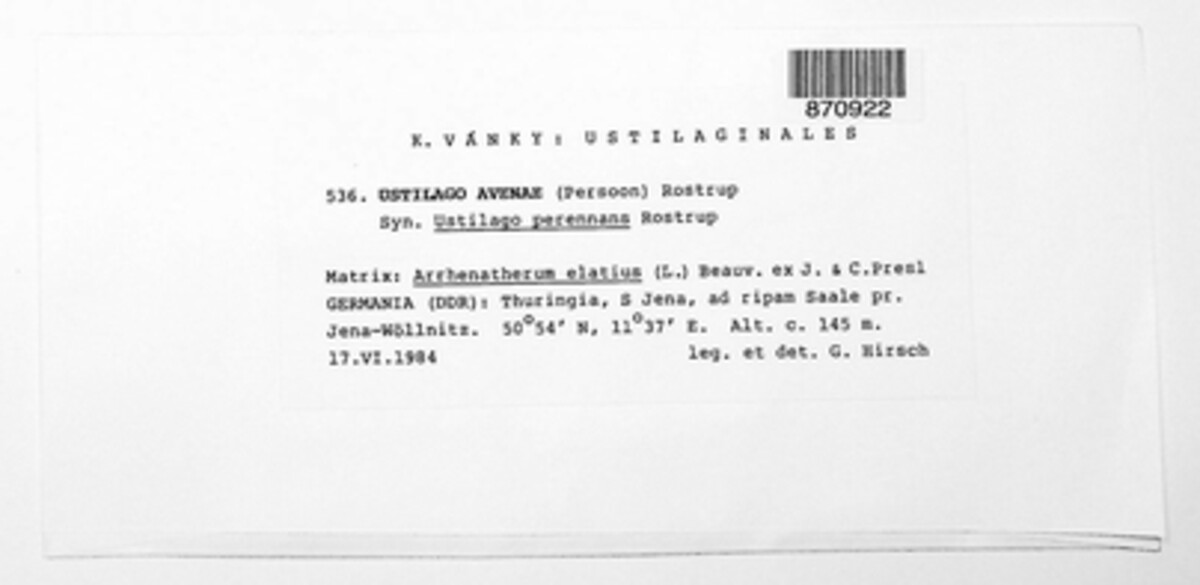 870922
K. VÁNKY: USTILAGINALES
536. USTILAGO AVENAE (Persoon) Rostrup
Syn. Ustilago perennans Rostrup
Matrix: Arrhenatherum elatius (L.) Beauv. ex J. & C.Presl
GERMANIA (DDR): Thuringia, S Jena, ad ripam Saale pr.
Jena-Wöllnitz. 50°54′ N, 11°37′ E. Alt. c. 145 m.
17.VI.1984 leg. et det. G. Hirsch